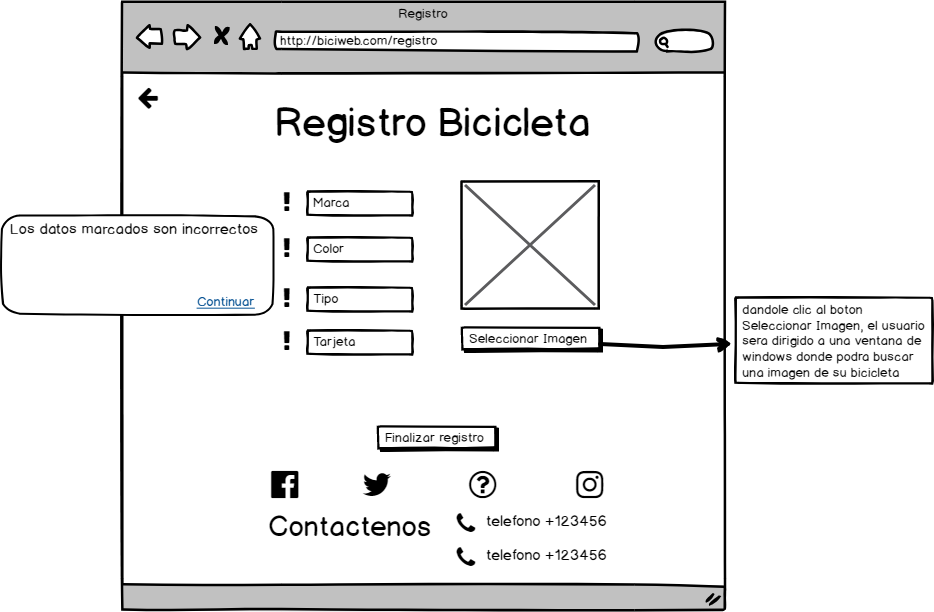 Registro
http://biciweb.com/registro
Registro Bicicleta
! Marca
Los datos marcados son incorrectos
! Color
Continuar
! Tipo
! Tarjeta
Seleccionar Imagen
dandole clic al boton
Seleccionar Imagen, el usuario
sera dirigido a una ventana de
windows donde podra buscar
una imagen de su bicicleta
Finalizar registro
Contactenos
telefono +123456
telefono +123456